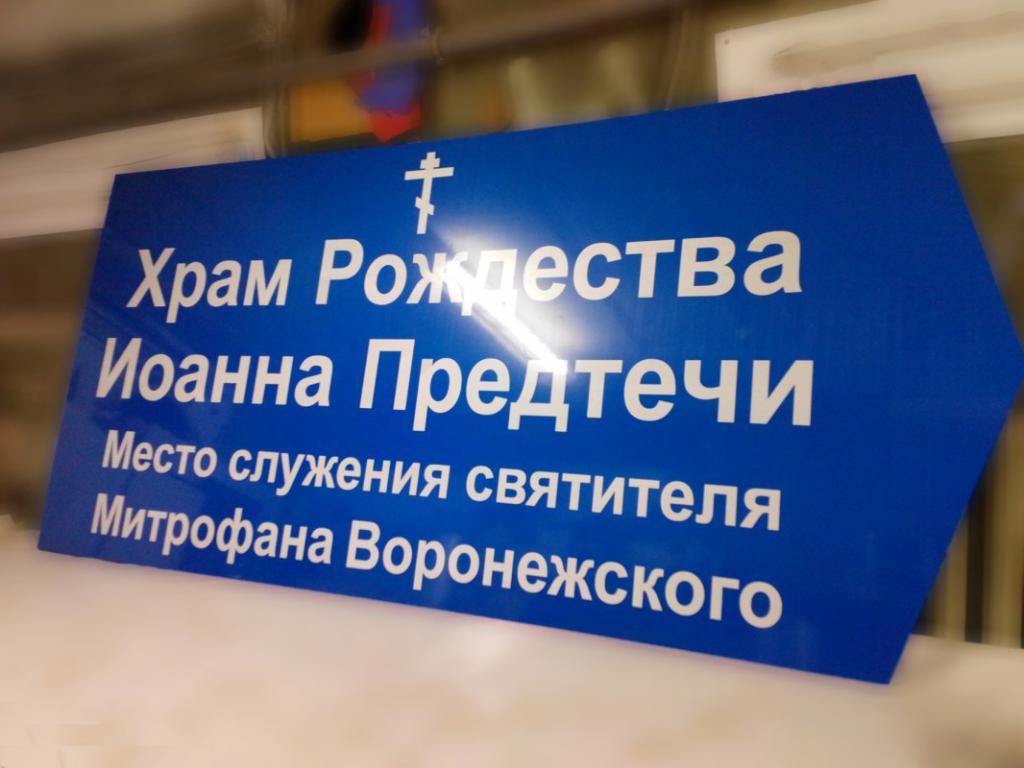 Храм Рождества
Иоанна Предтечи
Место служения святителя
Митрофана Воронежского